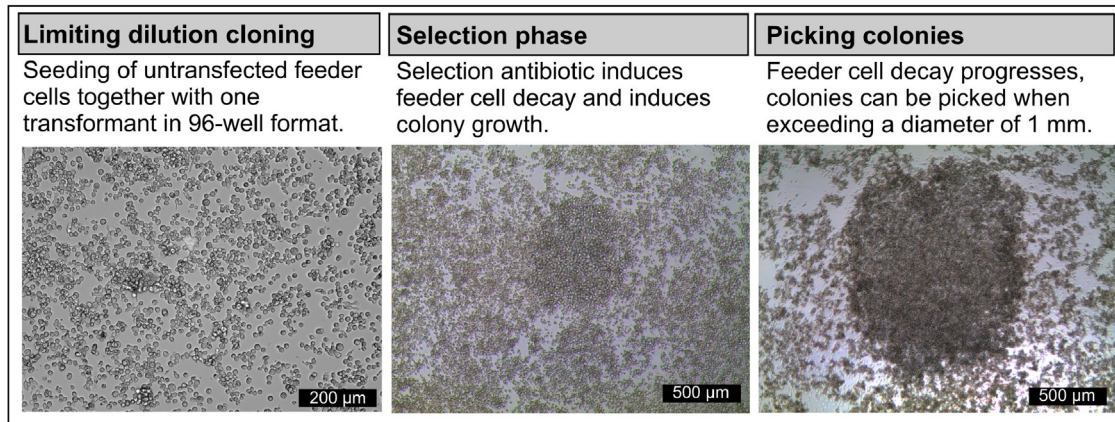 Limiting dilution cloning
Seeding of untransfected feeder
cells together with one
transformant in 96-well format.
200 µm
Selection phase
Selection antibiotic induces
feeder cell decay and induces
colony growth.
500 µm
Picking colonies
Feeder cell decay progresses,
colonies can be picked when
exceeding a diameter of 1 mm.
500 µm